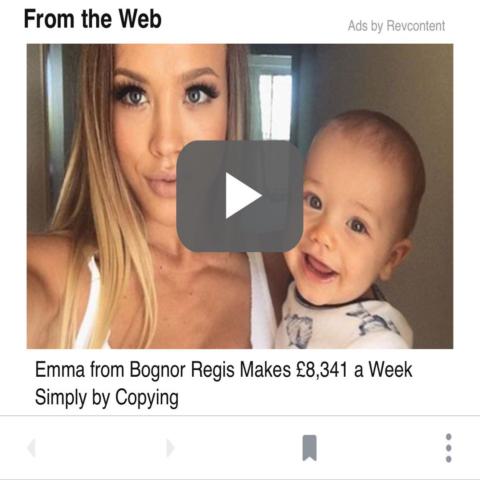 From the Web
Ads by Revcontent
Emma from Bognor Regis Makes £8,341 a Week
Simply by Copying